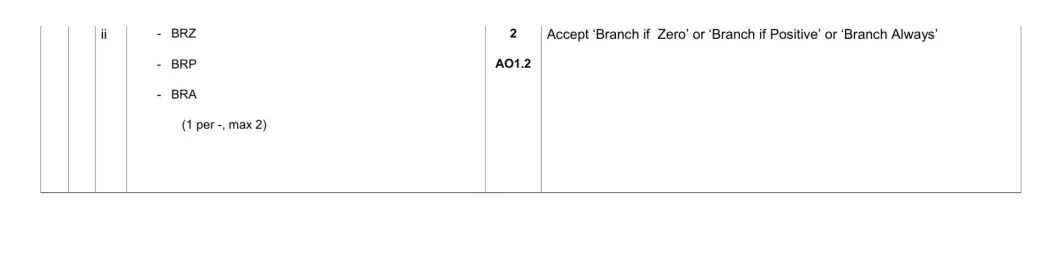 ii - BRZ 2 Accept ‘Branch if  Zero’ or ‘Branch if Positive’ or ‘Branch Always’
- BRP AO1.2
- BRA
(1 per -, max 2)